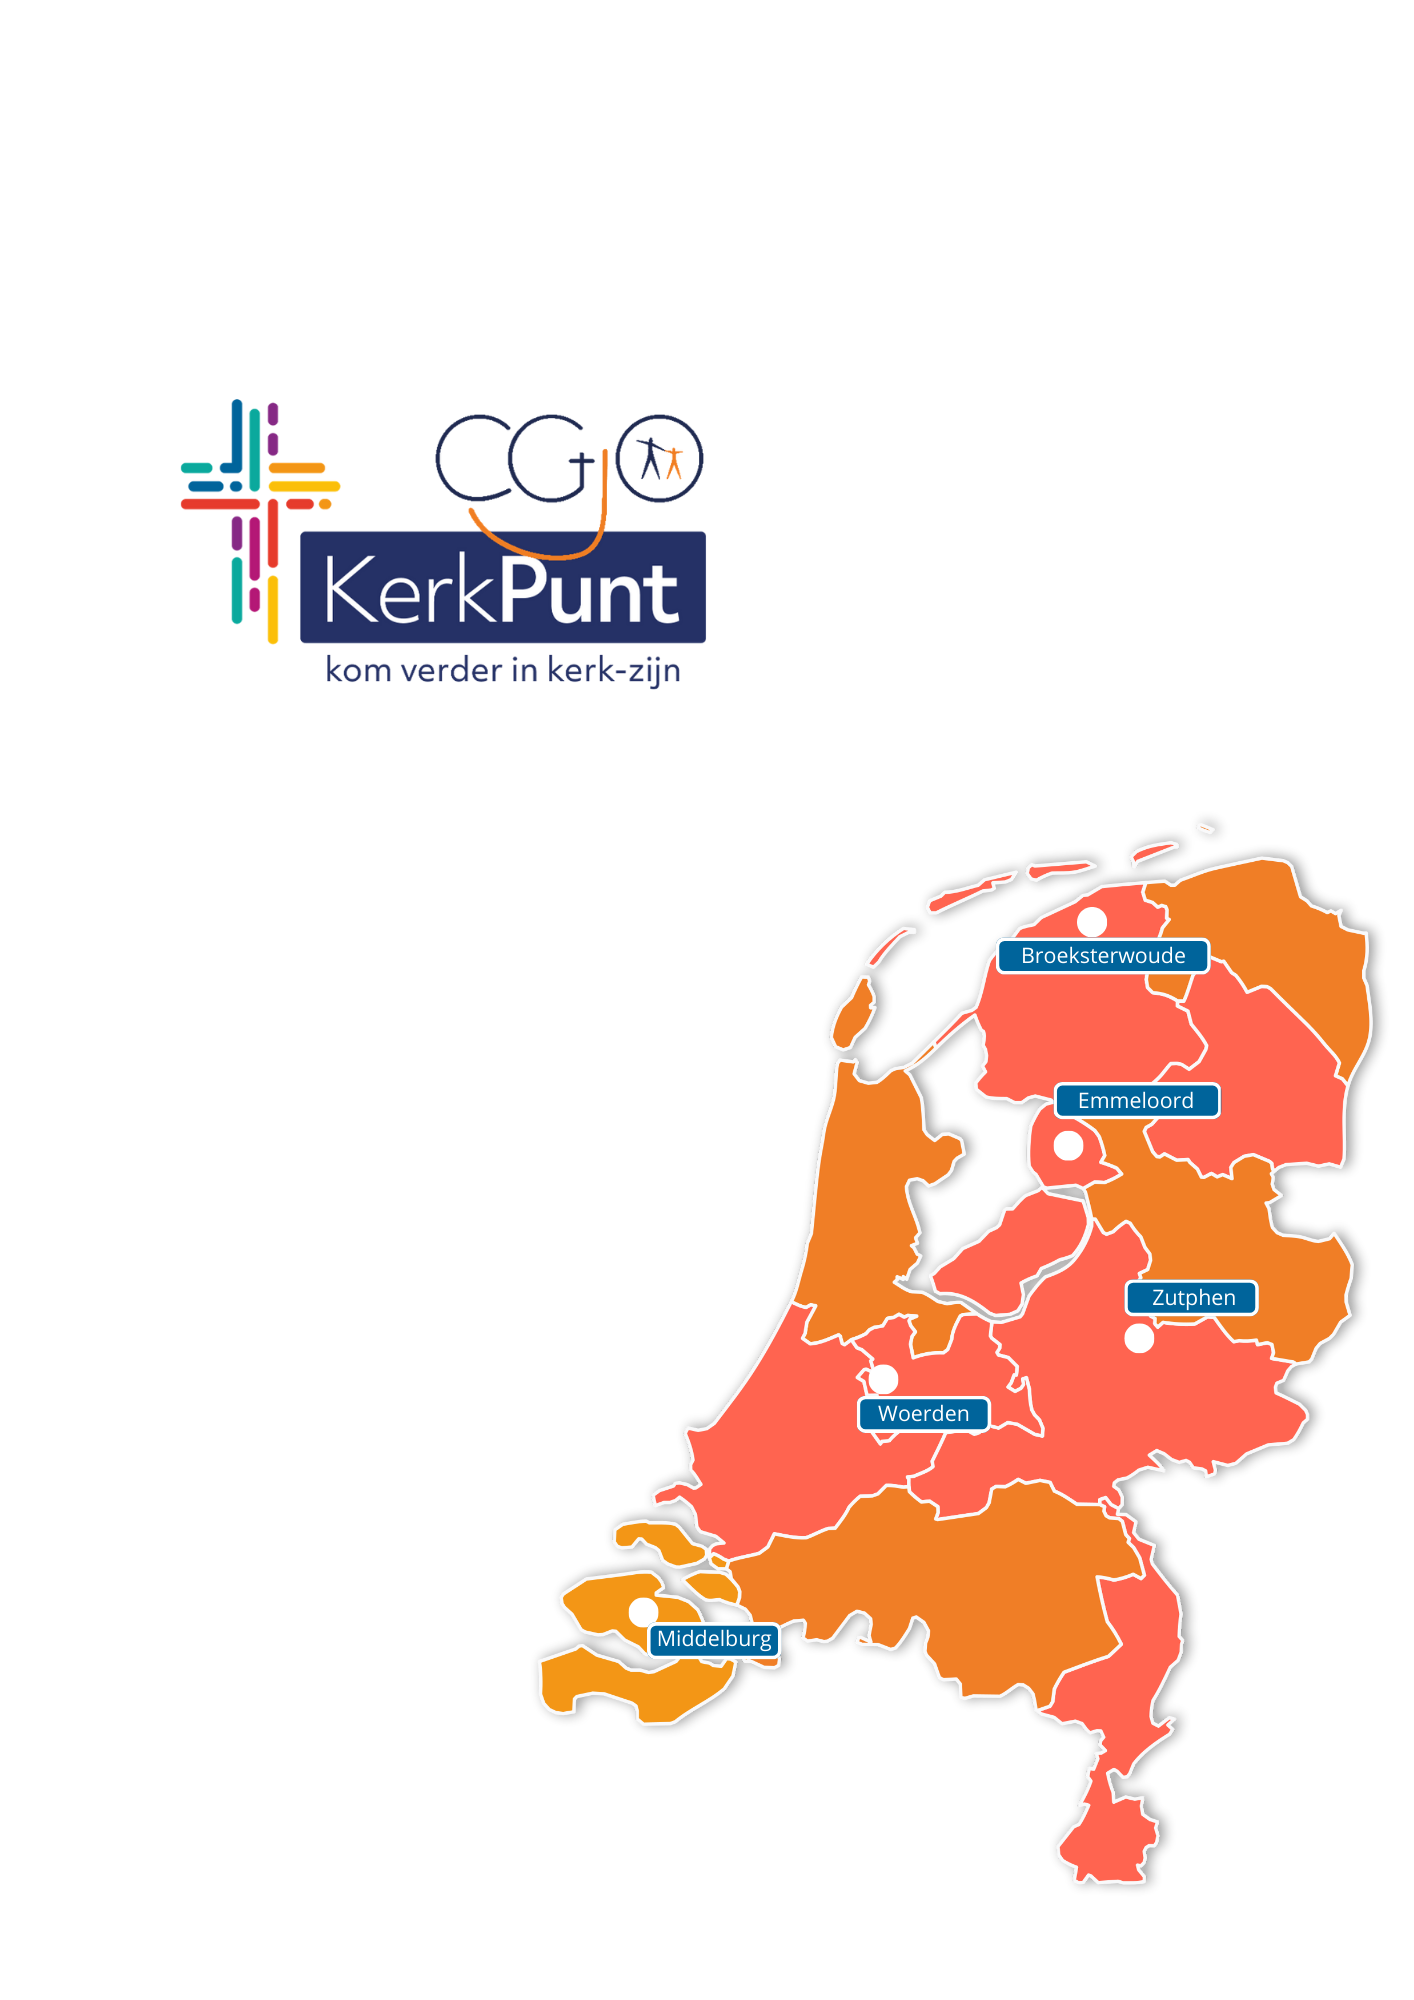 CGJO
KerkPunt
kom verder in kerk-zijn
Broeksterwoude
Emmeloord
Zutphen
Woerden
Middelburg